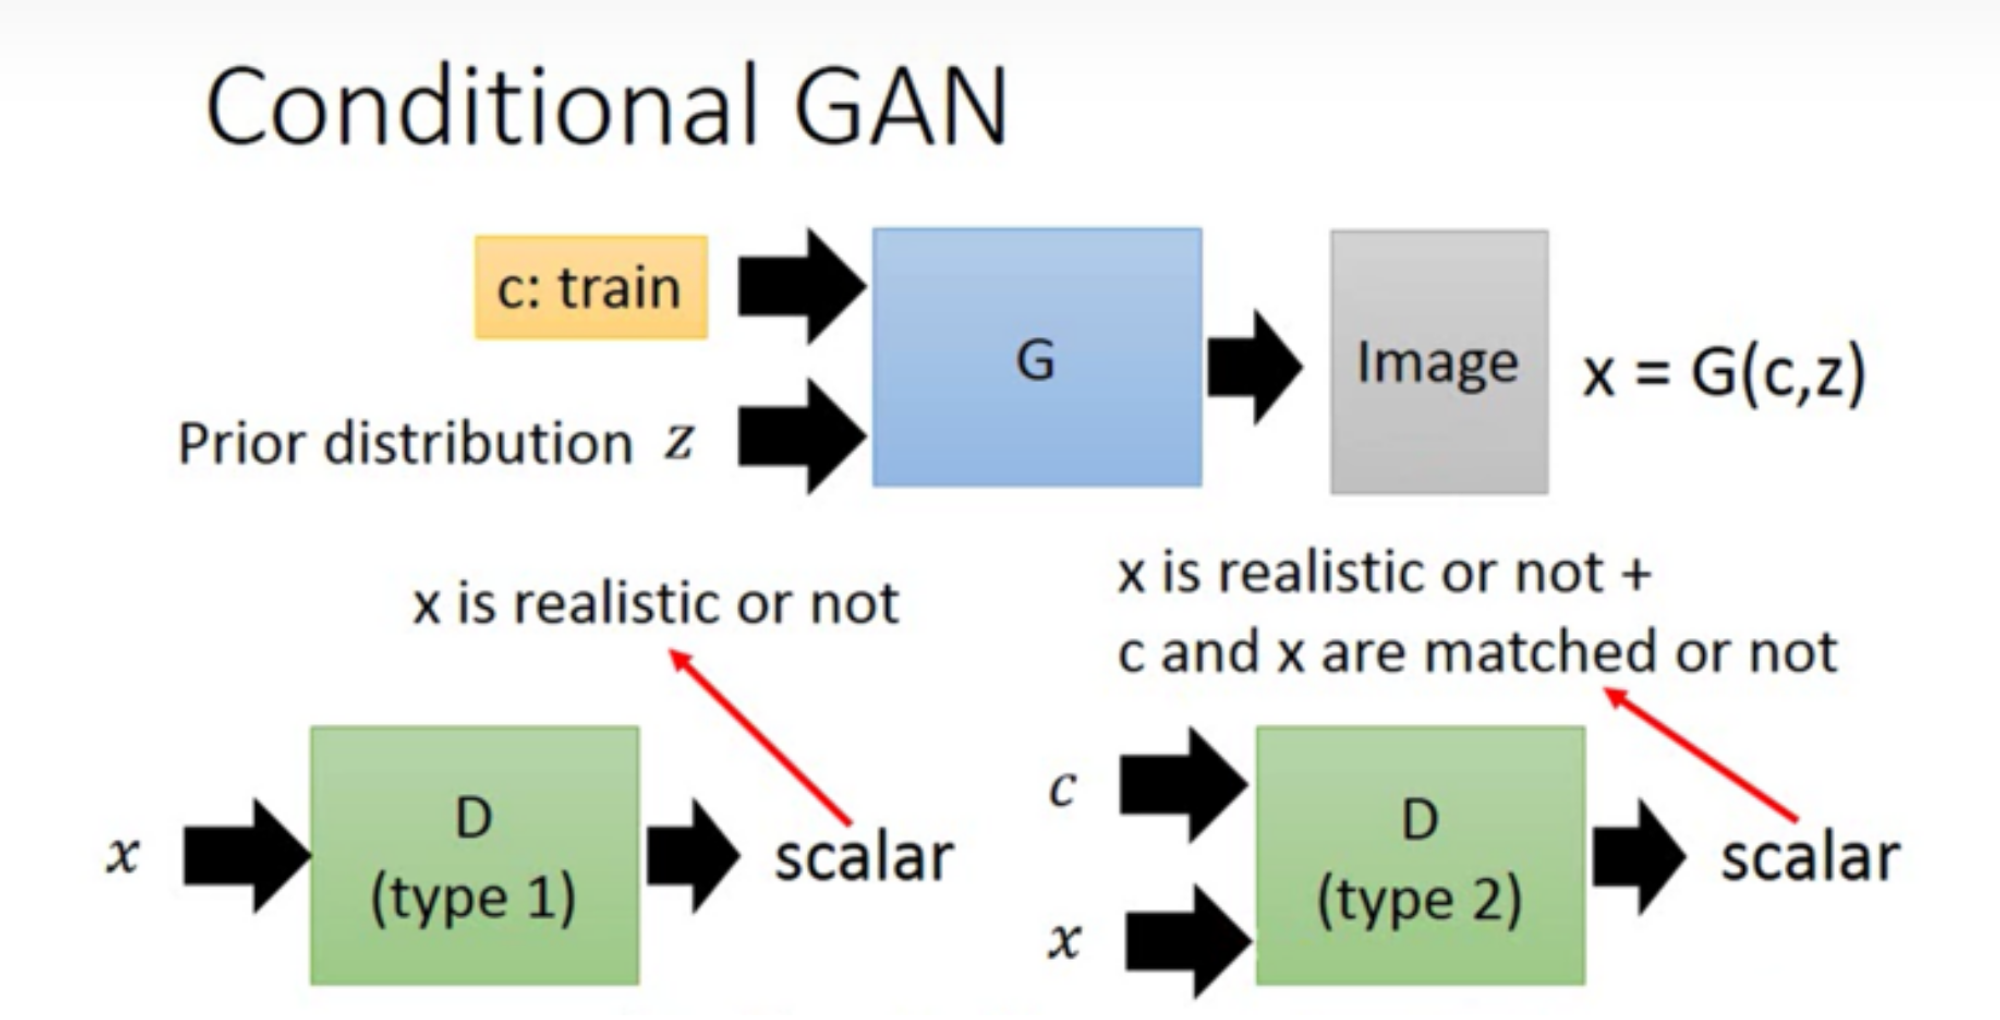 Conditional GAN
c: train
G
Image
x = G(c,z)
Prior distribution z
x is realistic or not
x is realistic or not +
c and x are matched or not
x
D
(type 1)
scalar
c
x
D
(type 2)
scalar